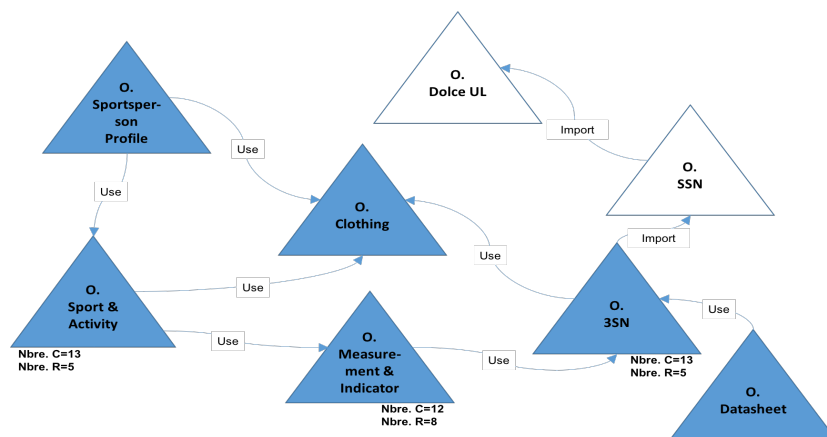 O.
Sportsper-
son
Profile
O.
Dolce UL
Import
Use
O.
SSN
Use
O.
Clothing
Import
Use
O.
Sport &
Activity
Use
O.
3SN
Use
Use
O.
Measure-
ment &
Indicator
Use
Nbre. C=13
Nbre. R=5
Nbre. C=13
Nbre. R=5
O.
Datasheet
Nbre. C=12
Nbre. R=8